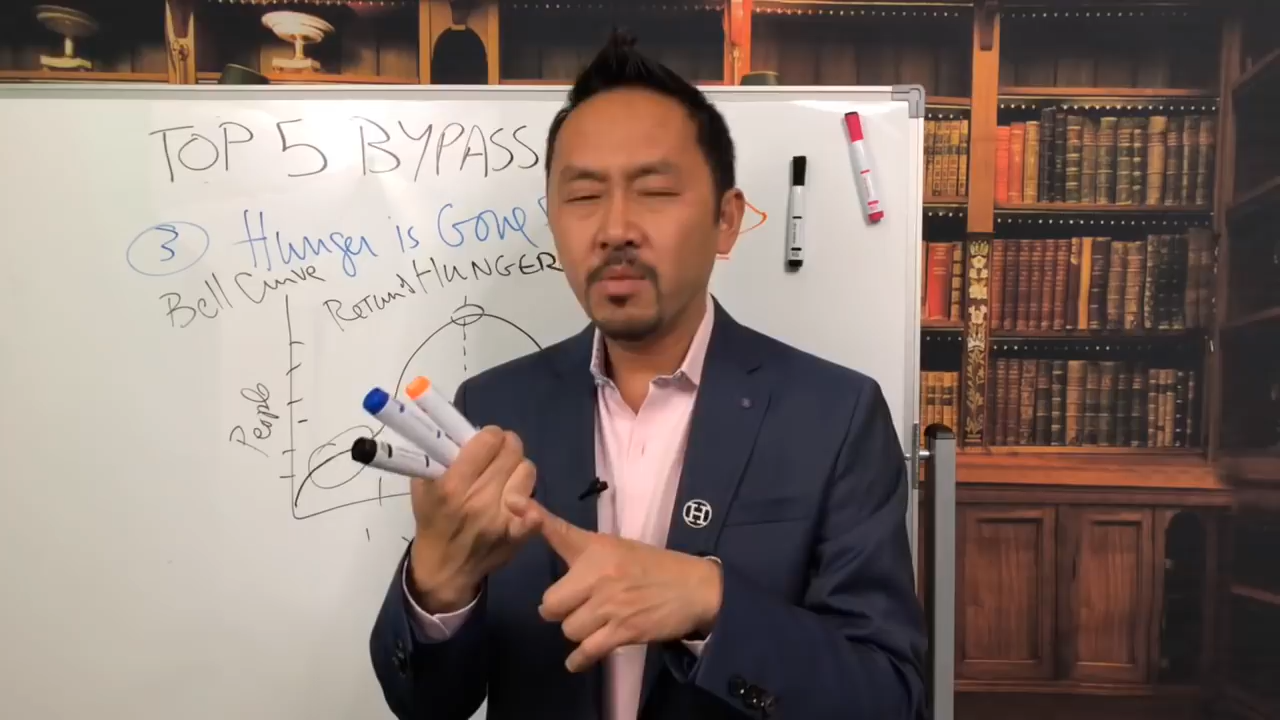 TOP 5 BYPASS
3 Hunger is Gone
Bell Curve
Return HUNGER
People
H